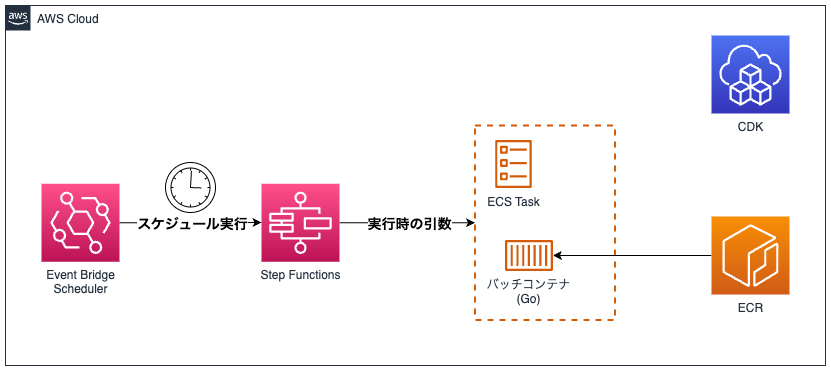 aws
AWS Cloud
CDK
ECS Task
スケジュール実行
実行時の引数
Event Bridge
Scheduler
Step Functions
バッチコンテナ
(Go)
ECR